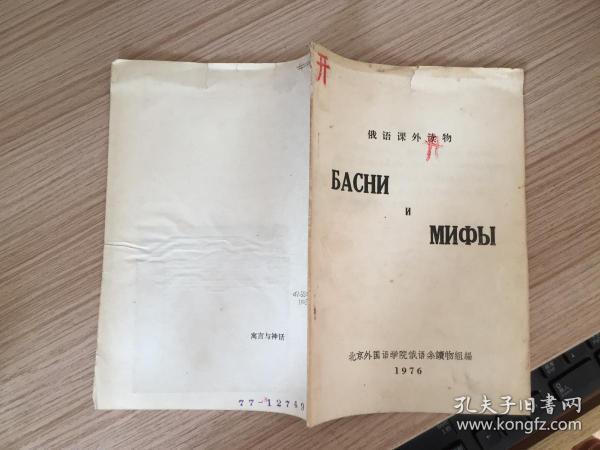 开
俄语课外读物
БАСНИ
и
МИФЫ
北京外国语学院俄语余读物组编
1976
寓言与神话
77-12749
孔夫子旧书网
www.kongfz.com